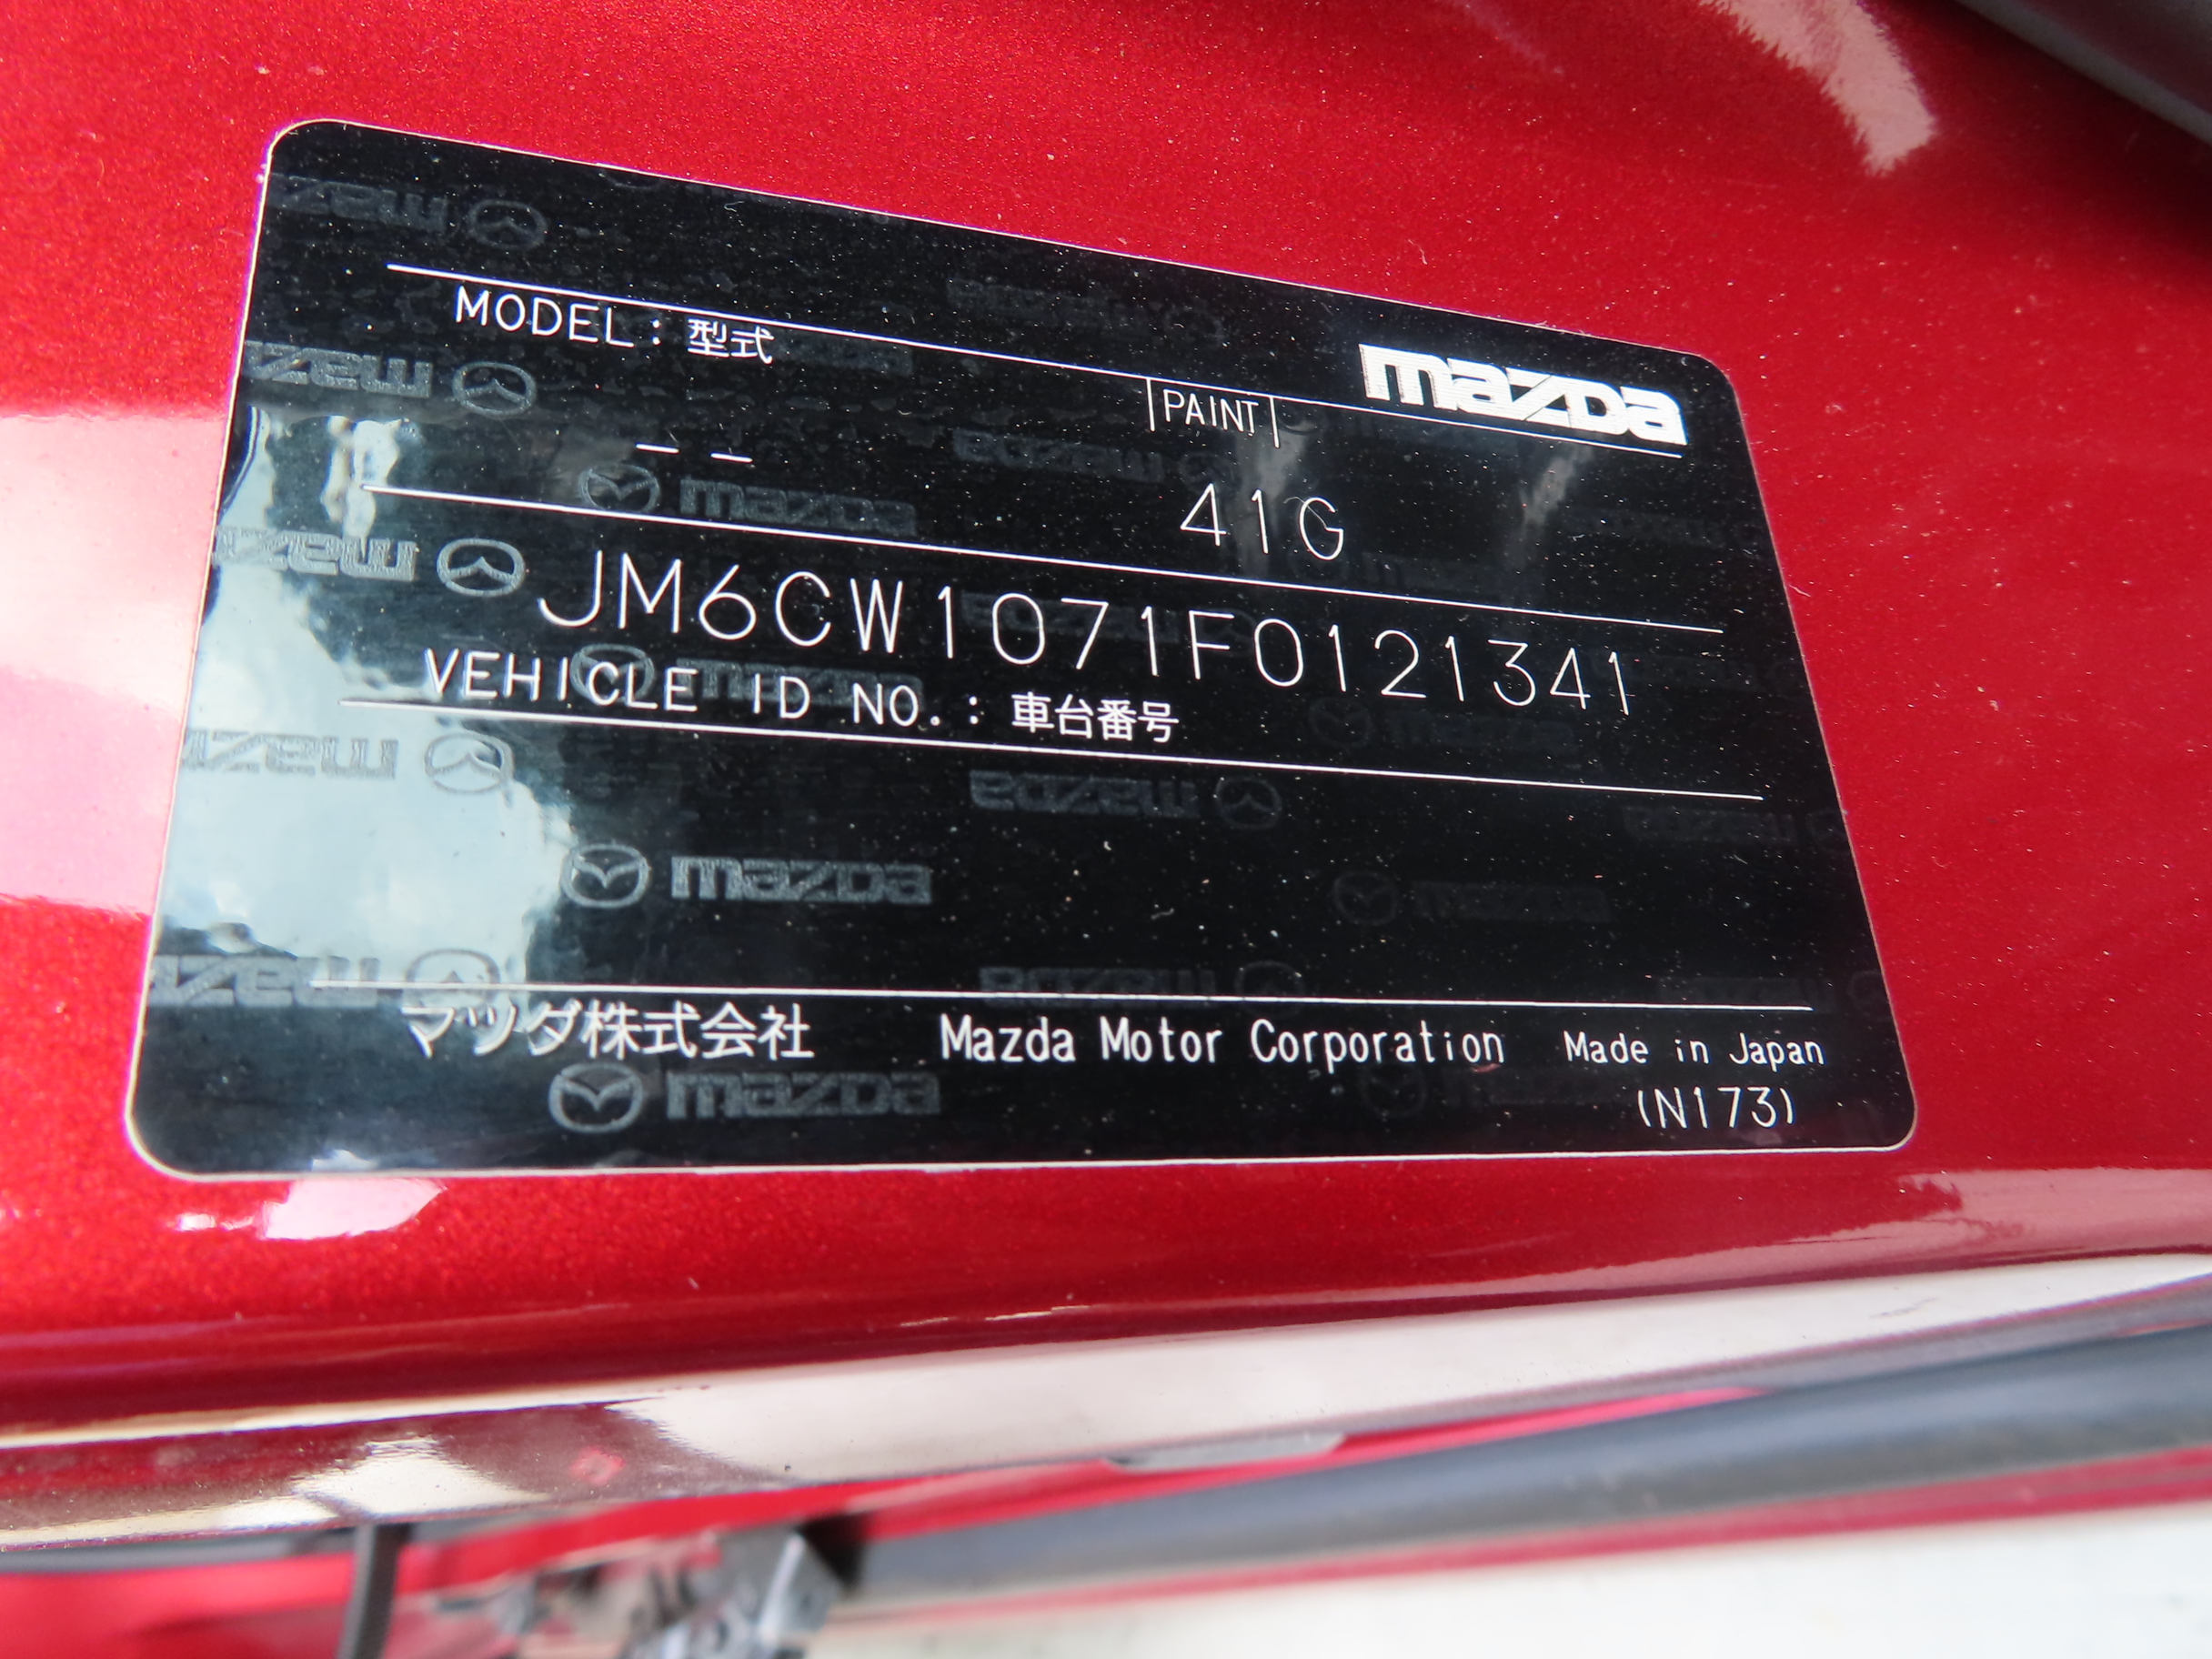 mazda
MODEL: 型式
PAINT
– –
41G
JM6CW1071F0121341
VEHICLE ID NO.: 車台番号
マツダ株式会社 Mazda Motor Corporation Made in Japan
(N173)